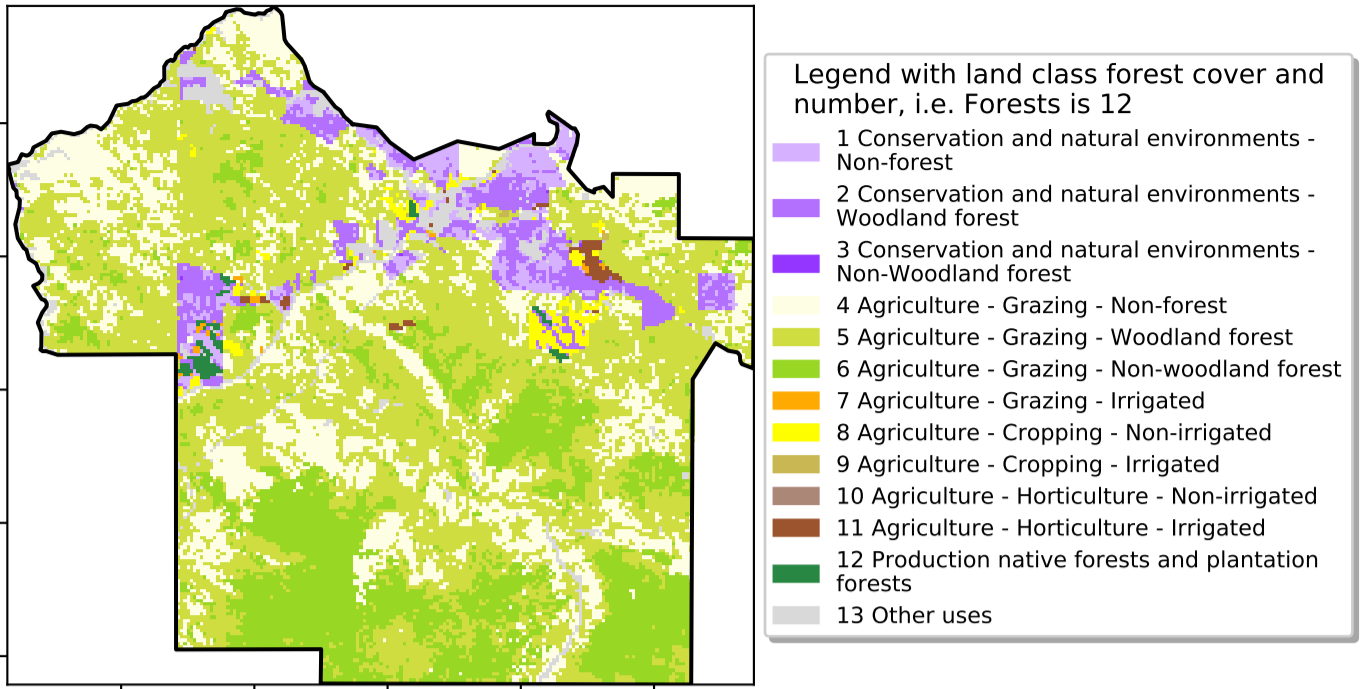 Legend with land class forest cover and
number, i.e. Forests is 12
1 Conservation and natural environments -
Non-forest
2 Conservation and natural environments -
Woodland forest
3 Conservation and natural environments -
Non-Woodland forest
4 Agriculture - Grazing - Non-forest
5 Agriculture - Grazing - Woodland forest
6 Agriculture - Grazing - Non-woodland forest
7 Agriculture - Grazing - Irrigated
8 Agriculture - Cropping - Non-irrigated
9 Agriculture - Cropping - Irrigated
10 Agriculture - Horticulture - Non-irrigated
11 Agriculture - Horticulture - Irrigated
12 Production native forests and plantation
forests
13 Other uses